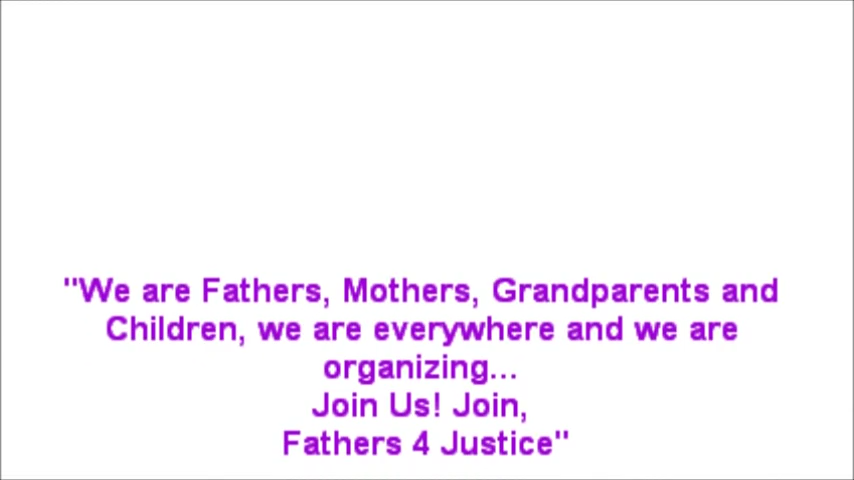 "We are Fathers, Mothers, Grandparents and
Children, we are everywhere and we are
organizing...
Join Us! Join,
Fathers 4 Justice"